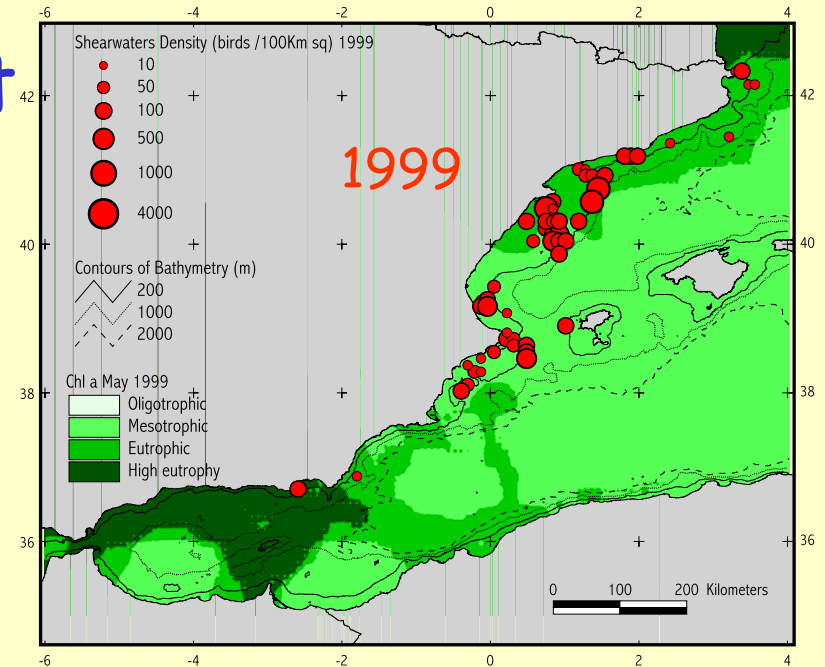 -6 -4 -2 0 2 4
Shearwaters Density (birds /100Km sq) 1999
10
50
100
500
1000
4000
1999
Contours of Bathymetry (m)
200
1000
2000
Chl a May 1999
Oligotrophic
Mesotrophic
Eutrophic
High eutrophy
42 42
40 40
38 38
36 36
0 100 200 Kilometers
-6 -4 -2 0 2 4